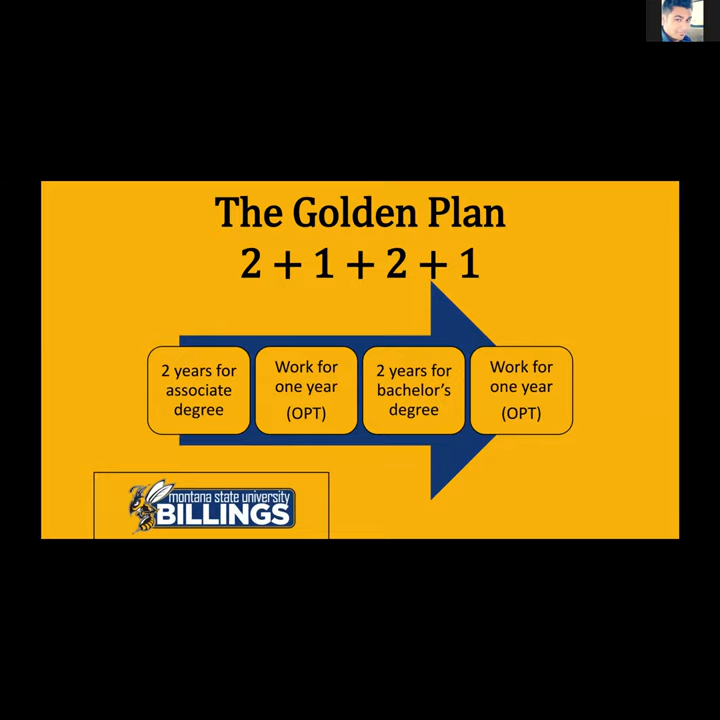 The Golden Plan
2 + 1 + 2 + 1
2 years for
associate
degree
Work for
one year
(OPT)
2 years for
bachelor's
degree
Work for
one year
(OPT)
montana state university
BILLINGS